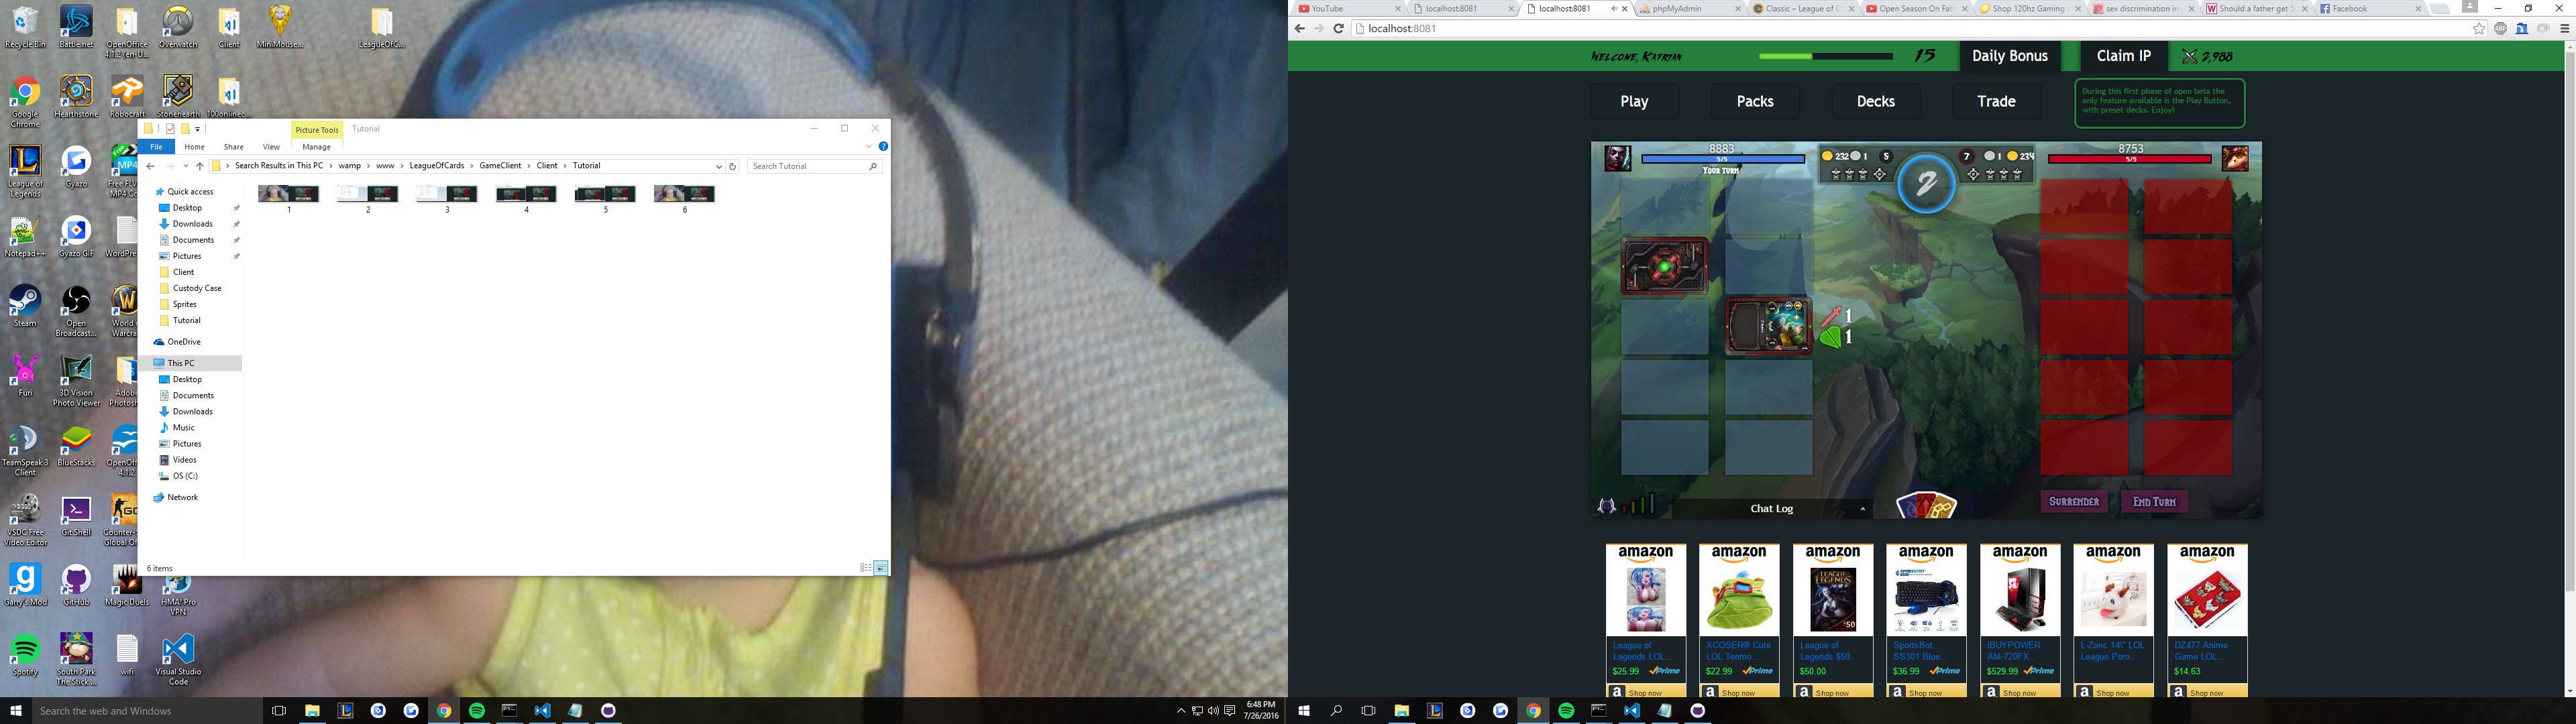 Recycle Bin
Battle.net
OpenOffice
4.1.2 (en-U...
Overwatch
Client
MiniMouse...
LeagueOfC...
Google
Chrome
Hearthstone
Robocraft
Stonehearth
100onlinec...
League of
Legends
Gyazo
Free FLV
MP4 Co
Notepad++
Gyazo GIF
WordPre
Steam
Open
Broadcast...
World o
Warcra
Furi
3D Vision
Photo Viewer
Adobe
Photosh
TeamSpeak 3
Client
BlueStacks
OpenOff
4.1.2
VSDC Free
Video Editor
Git Shell
Counter-S
Global O
Garry's Mod
GitHub
Magic Duels
HMA! Pro
VPN
Spotify
South Park
The Stick...
wifi
Visual Studio
Code
Picture Tools
Tutorial
File
Home
Share
View
Manage
Search Results in This PC > wamp > www > LeagueOfCards > GameClient > Client > Tutorial
Search Tutorial
Quick access
Desktop
Downloads
Documents
Pictures
Client
Custody Case
Sprites
Tutorial
OneDrive
This PC
Desktop
Documents
Downloads
Music
Pictures
Videos
OS (C:)
Network
1
2
3
4
5
6
6 items
Search the web and Windows
6:48 PM
7/26/2016
YouTube
localhost:8081
localhost:8081
phpMyAdmin
Classic – League of C
Open Season On Fath
Shop 120hz Gaming
sex discrimination in
Should a father get 5
Facebook
localhost:8081
Welcome, Katrian
15
Daily Bonus
Claim IP
2,988
Play
Packs
Decks
Trade
During this first phase of open beta the
only feature available is the Play Button,
with preset decks. Enjoy!
8883
5/5
Your turn
232
1
5
2
7
1
234
8753
5/5
1
1
Chat Log
Surrender
End Turn
amazon
amazon
amazon
amazon
amazon
amazon
amazon
League of
Legends LOL...
$25.99
Prime
Shop now
XCOSER® Cute
LOL Teemo...
$22.99
Prime
Shop now
League of
Legends $50...
$50.00
Shop now
SportsBot
SS301 Blue...
$36.99
Prime
Shop now
IBUYPOWER
AM-720FX...
$529.99
Prime
Shop now
L-Zonc 14\" LOL
League Poro...
Shop now
DZ477 Anime
Game LOL...
$14.63
Shop now